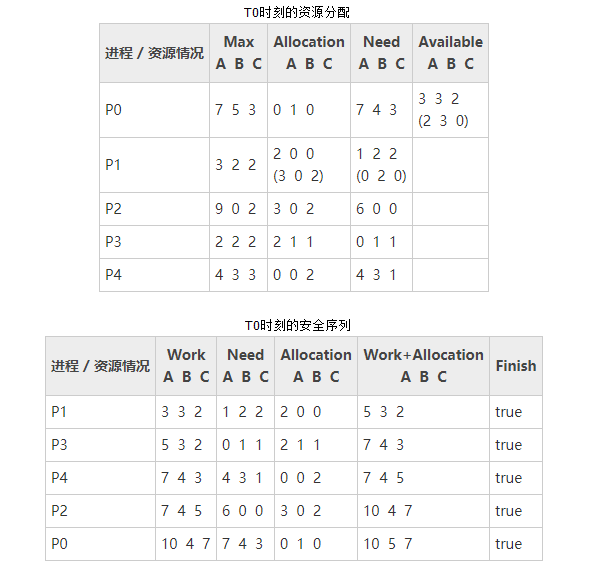 T0时刻的资源分配
进程 / 资源情况 Max Allocation Need Available
A B C A B C A B C A B C
P0 7 5 3 0 1 0 7 4 3 3 3 2
(2 3 0)
P1 3 2 2 2 0 0 1 2 2
(3 0 2) (0 2 0)
P2 9 0 2 3 0 2 6 0 0
P3 2 2 2 2 1 1 0 1 1
P4 4 3 3 0 0 2 4 3 1
T0时刻的安全序列
进程 / 资源情况 Work Need Allocation Work+Allocation Finish
A B C A B C A B C A B C
P1 3 3 2 1 2 2 2 0 0 5 3 2 true
P3 5 3 2 0 1 1 2 1 1 7 4 3 true
P4 7 4 3 4 3 1 0 0 2 7 4 5 true
P2 7 4 5 6 0 0 3 0 2 10 4 7 true
P0 10 4 7 7 4 3 0 1 0 10 5 7 true